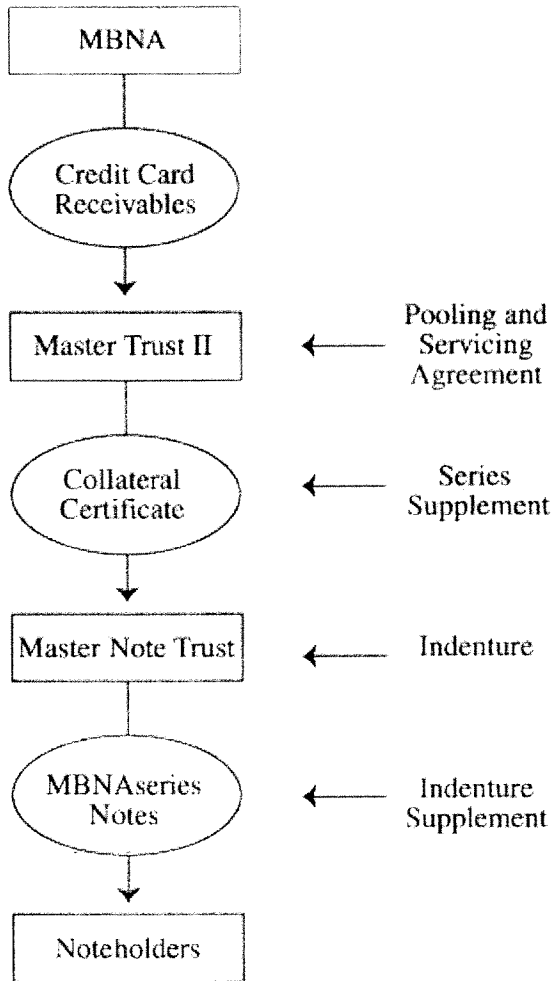 MBNA
Credit Card
Receivables
Master Trust II
Pooling and
Servicing
Agreement
Collateral
Certificate
Series
Supplement
Master Note Trust
Indenture
MBNAseries
Notes
Indenture
Supplement
Noteholders